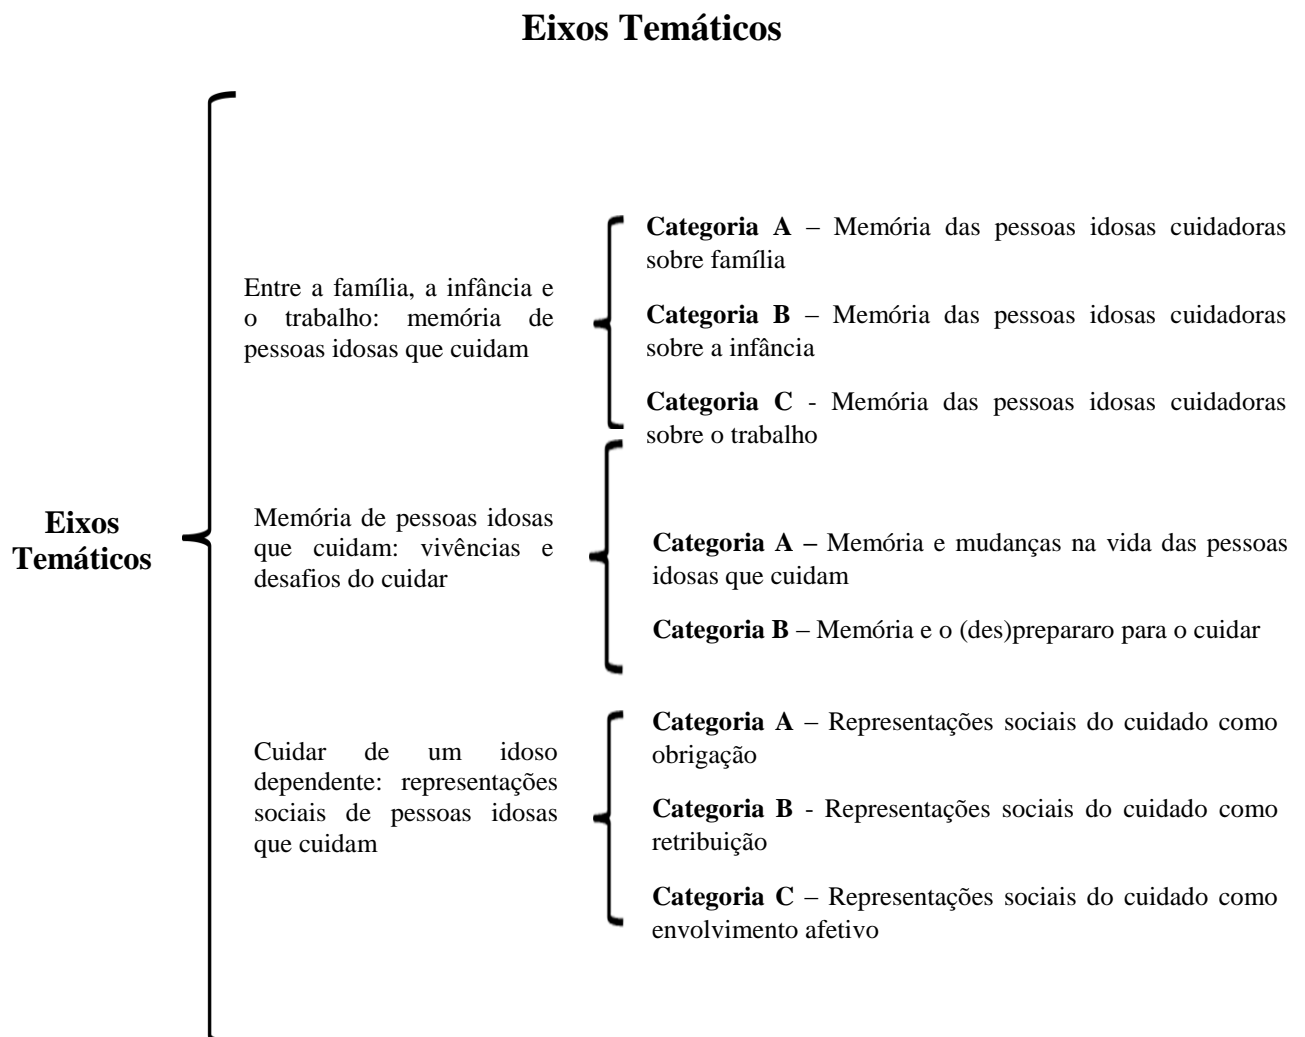 Eixos Temáticos
Eixos
Temáticos
Entre a família, a infância e
o trabalho: memória de
pessoas idosas que cuidam
Categoria A – Memória das pessoas idosas cuidadoras
sobre família
Categoria B – Memória das pessoas idosas cuidadoras
sobre a infância
Categoria C - Memória das pessoas idosas cuidadoras
sobre o trabalho
Memória de pessoas idosas
que cuidam: vivências e
desafios do cuidar
Categoria A – Memória e mudanças na vida das pessoas
idosas que cuidam
Categoria B – Memória e o (des)prepararo para o cuidar
Cuidar de um idoso
dependente: representações
sociais de pessoas idosas
que cuidam
Categoria A – Representações sociais do cuidado como
obrigação
Categoria B - Representações sociais do cuidado como
retribuição
Categoria C – Representações sociais do cuidado como
envolvimento afetivo